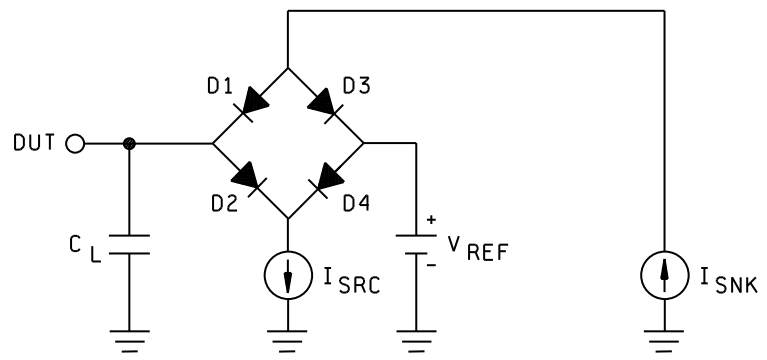 D1 D3
DUT
D2 D4
+
C L
V REF
-
I SRC
I SNK